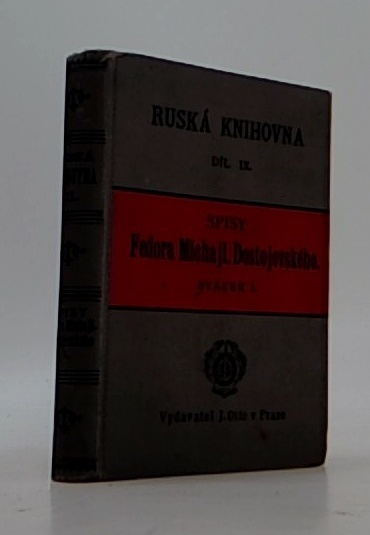 RUSKÁ KNIHOVNA
DÍL IX.
SPISY
Fedora Michajl. Dostojevského.
SVAZEK I.
Vydavatel J. Otto v Praze